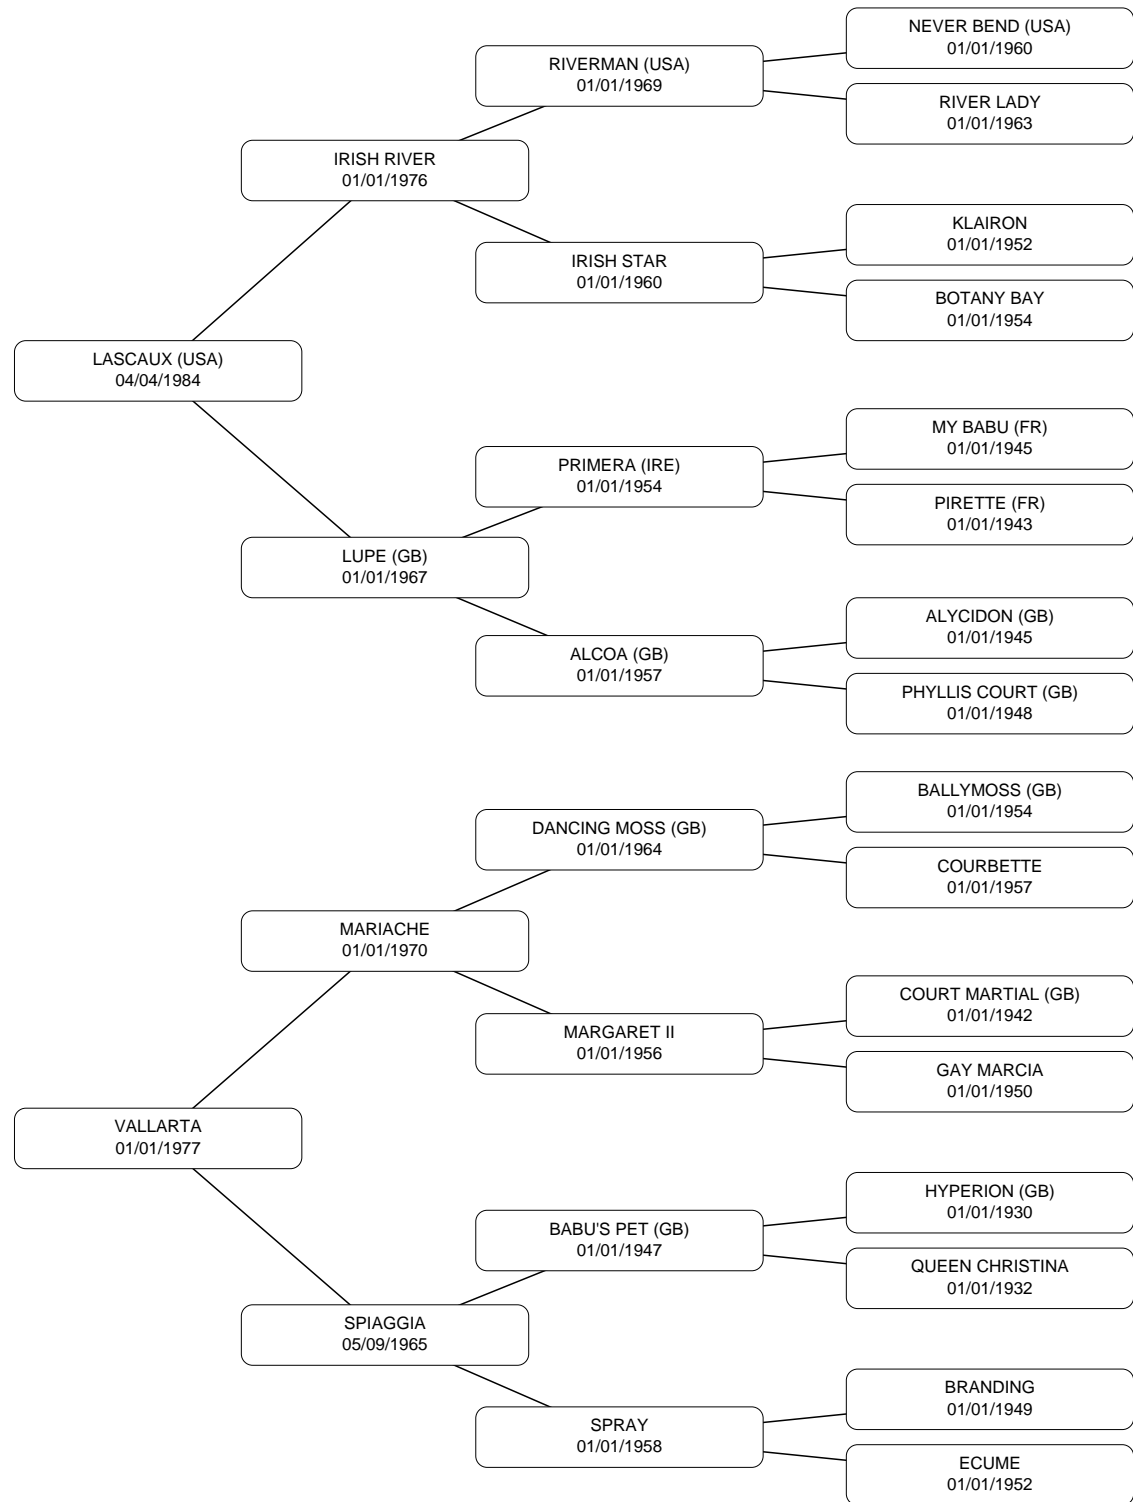 NEVER BEND (USA)
01/01/1960
RIVERMAN (USA)
01/01/1969
RIVER LADY
01/01/1963
IRISH RIVER
01/01/1976
KLAIRON
01/01/1952
IRISH STAR
01/01/1960
BOTANY BAY
01/01/1954
LASCAUX (USA)
04/04/1984
MY BABU (FR)
01/01/1945
PRIMERA (IRE)
01/01/1954
PIRETTE (FR)
01/01/1943
LUPE (GB)
01/01/1967
ALYCIDON (GB)
01/01/1945
ALCOA (GB)
01/01/1957
PHYLLIS COURT (GB)
01/01/1948
BALLYMOSS (GB)
01/01/1954
DANCING MOSS (GB)
01/01/1964
COURBETTE
01/01/1957
MARIACHE
01/01/1970
COURT MARTIAL (GB)
01/01/1942
MARGARET II
01/01/1956
GAY MARCIA
01/01/1950
VALLARTA
01/01/1977
HYPERION (GB)
01/01/1930
BABU'S PET (GB)
01/01/1947
QUEEN CHRISTINA
01/01/1932
SPIAGGIA
05/09/1965
BRANDING
01/01/1949
SPRAY
01/01/1958
ECUME
01/01/1952